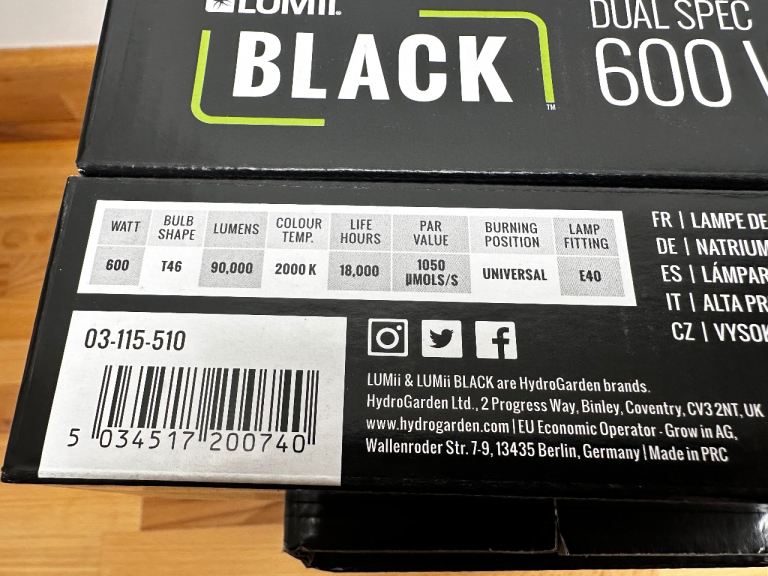 LUMii
BLACK™
DUAL SPEC
600
WATT BULB SHAPE LUMENS COLOUR TEMP. LIFE HOURS PAR VALUE BURNING POSITION LAMP FITTING
600 T46 90,000 2000 K 18,000 1050 µMOLS/S UNIVERSAL E40
FR | LAMPE DE
DE | NATRIUM
ES | LÁMPAR
IT | ALTA PR
CZ | VYSOK
03-115-510
5 034517 200740
LUMii & LUMii BLACK are HydroGarden brands.
HydroGarden Ltd., 2 Progress Way, Binley, Coventry, CV3 2NT, UK
www.hydrogarden.com | EU Economic Operator - Grow in AG,
Wallenroder Str. 7-9, 13435 Berlin, Germany | Made in PRC